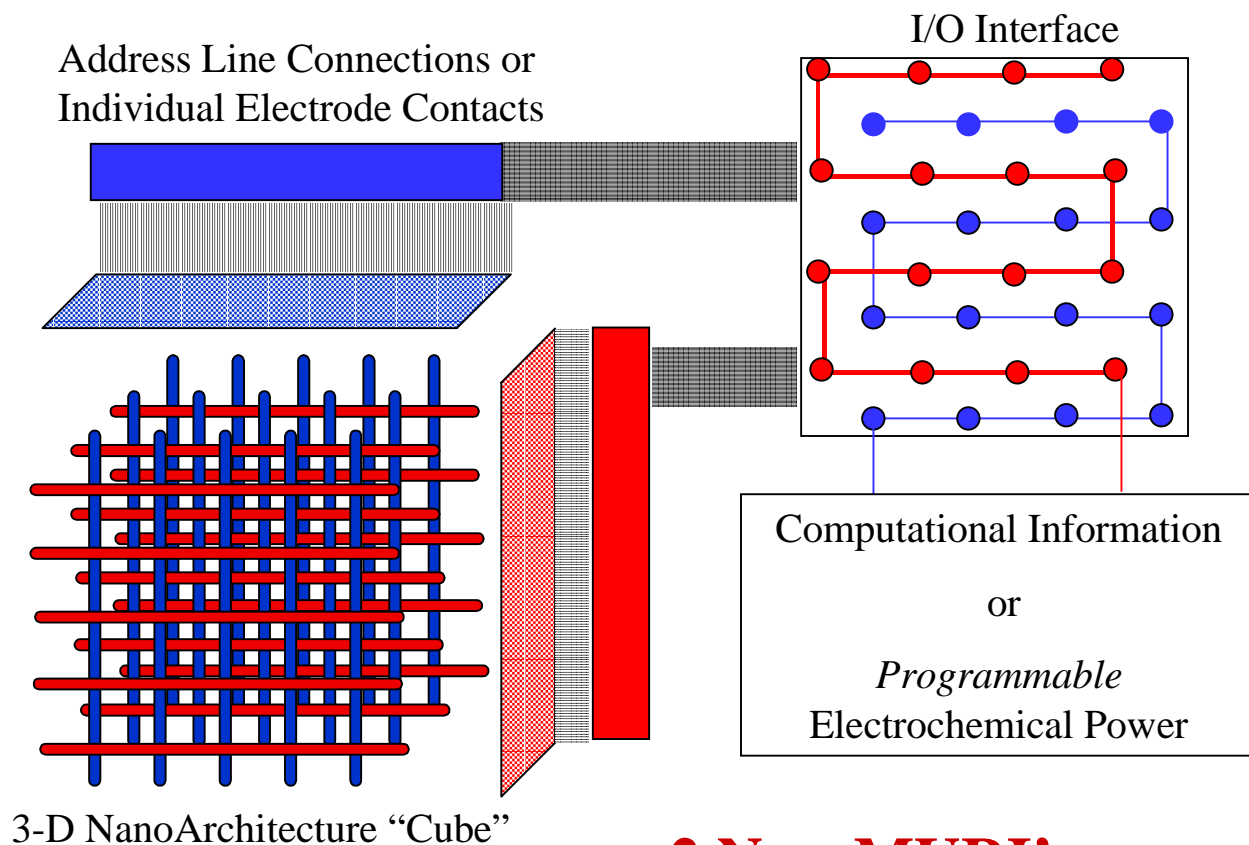 I/O Interface
Address Line Connections or
Individual Electrode Contacts
Computational Information
or
Programmable
Electrochemical Power
3-D NanoArchitecture “Cube”